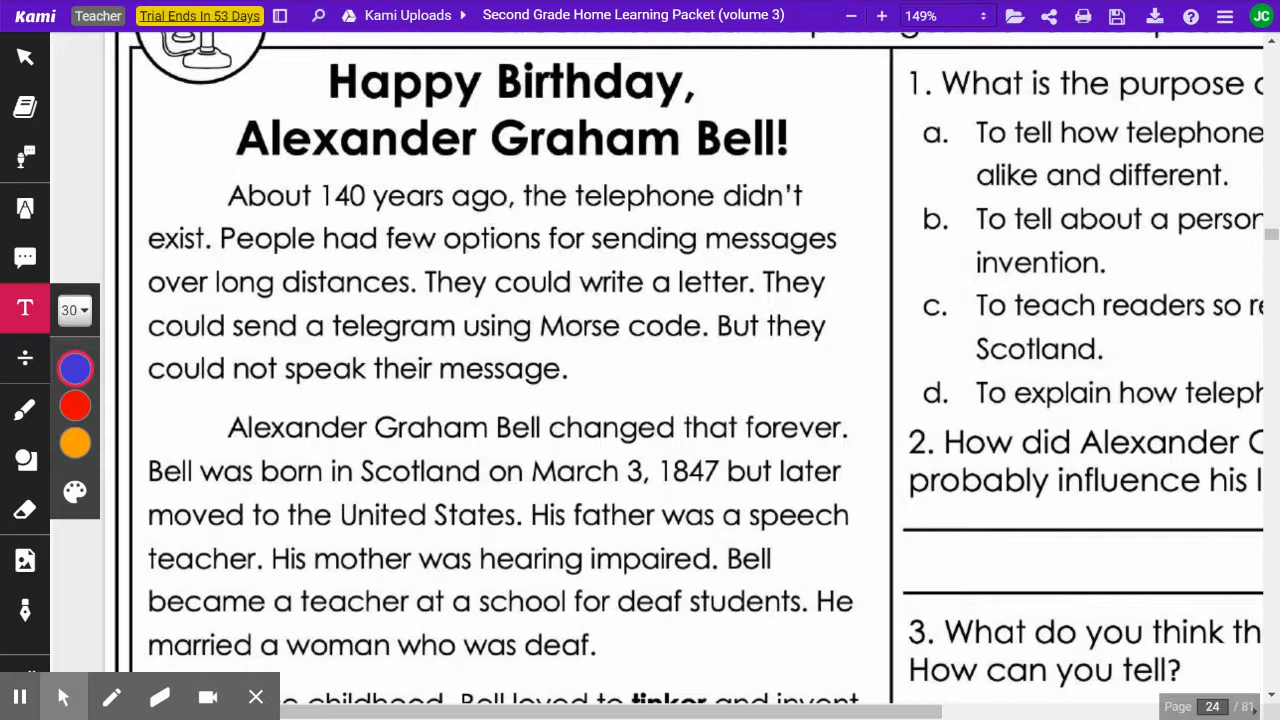 Kami Teacher Trial Ends In 53 Days Kami Uploads Second Grade Home Learning Packet (volume 3) 149% JC
Happy Birthday,
Alexander Graham Bell!
About 140 years ago, the telephone didn't
exist. People had few options for sending messages
over long distances. They could write a letter. They
could send a telegram using Morse code. But they
could not speak their message.
Alexander Graham Bell changed that forever.
Bell was born in Scotland on March 3, 1847 but later
moved to the United States. His father was a speech
teacher. His mother was hearing impaired. Bell
became a teacher at a school for deaf students. He
married a woman who was deaf.
childhood, Bell loved to tinker and invent
1. What is the purpose
a. To tell how telephone
alike and different.
b. To tell about a person
invention.
c. To teach readers
Scotland.
d. To explain how
2. How did Alexander
probably influence his
3. What do you think
How can you tell?
T 30
Page 24 / 81